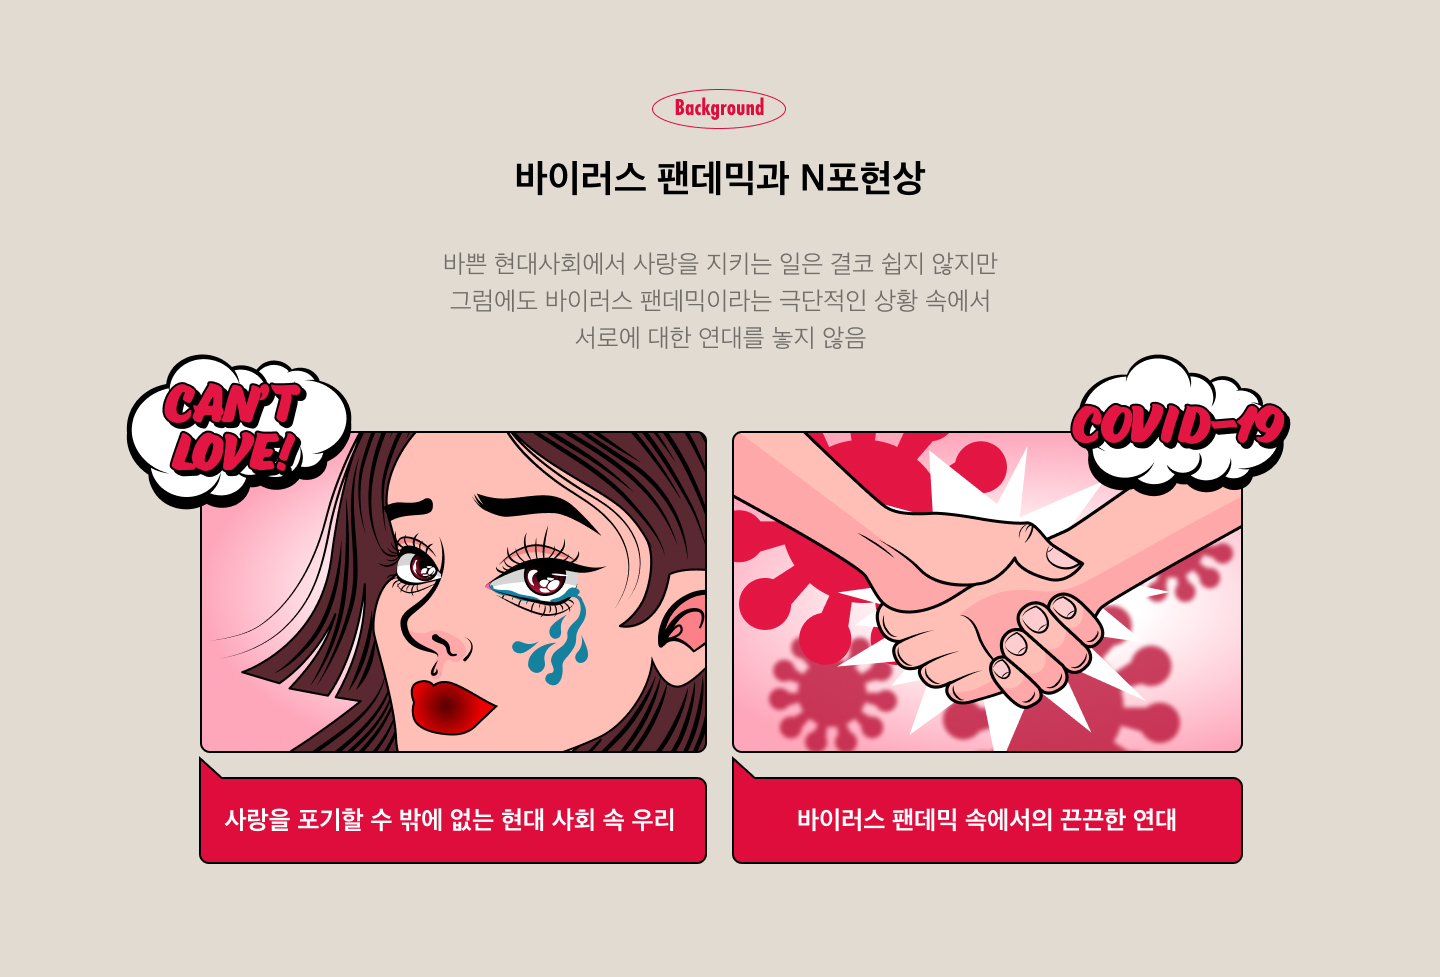 Background
바이러스 팬데믹과 N포현상
바쁜 현대사회에서 사랑을 지키는 일은 결코 쉽지 않지만
그럼에도 바이러스 팬데믹이라는 극단적인 상황 속에서
서로에 대한 연대를 놓지 않음
CAN'T
LOVE!
COVID-19
사랑을 포기할 수 밖에 없는 현대 사회 속 우리
바이러스 팬데믹 속에서의 끈끈한 연대